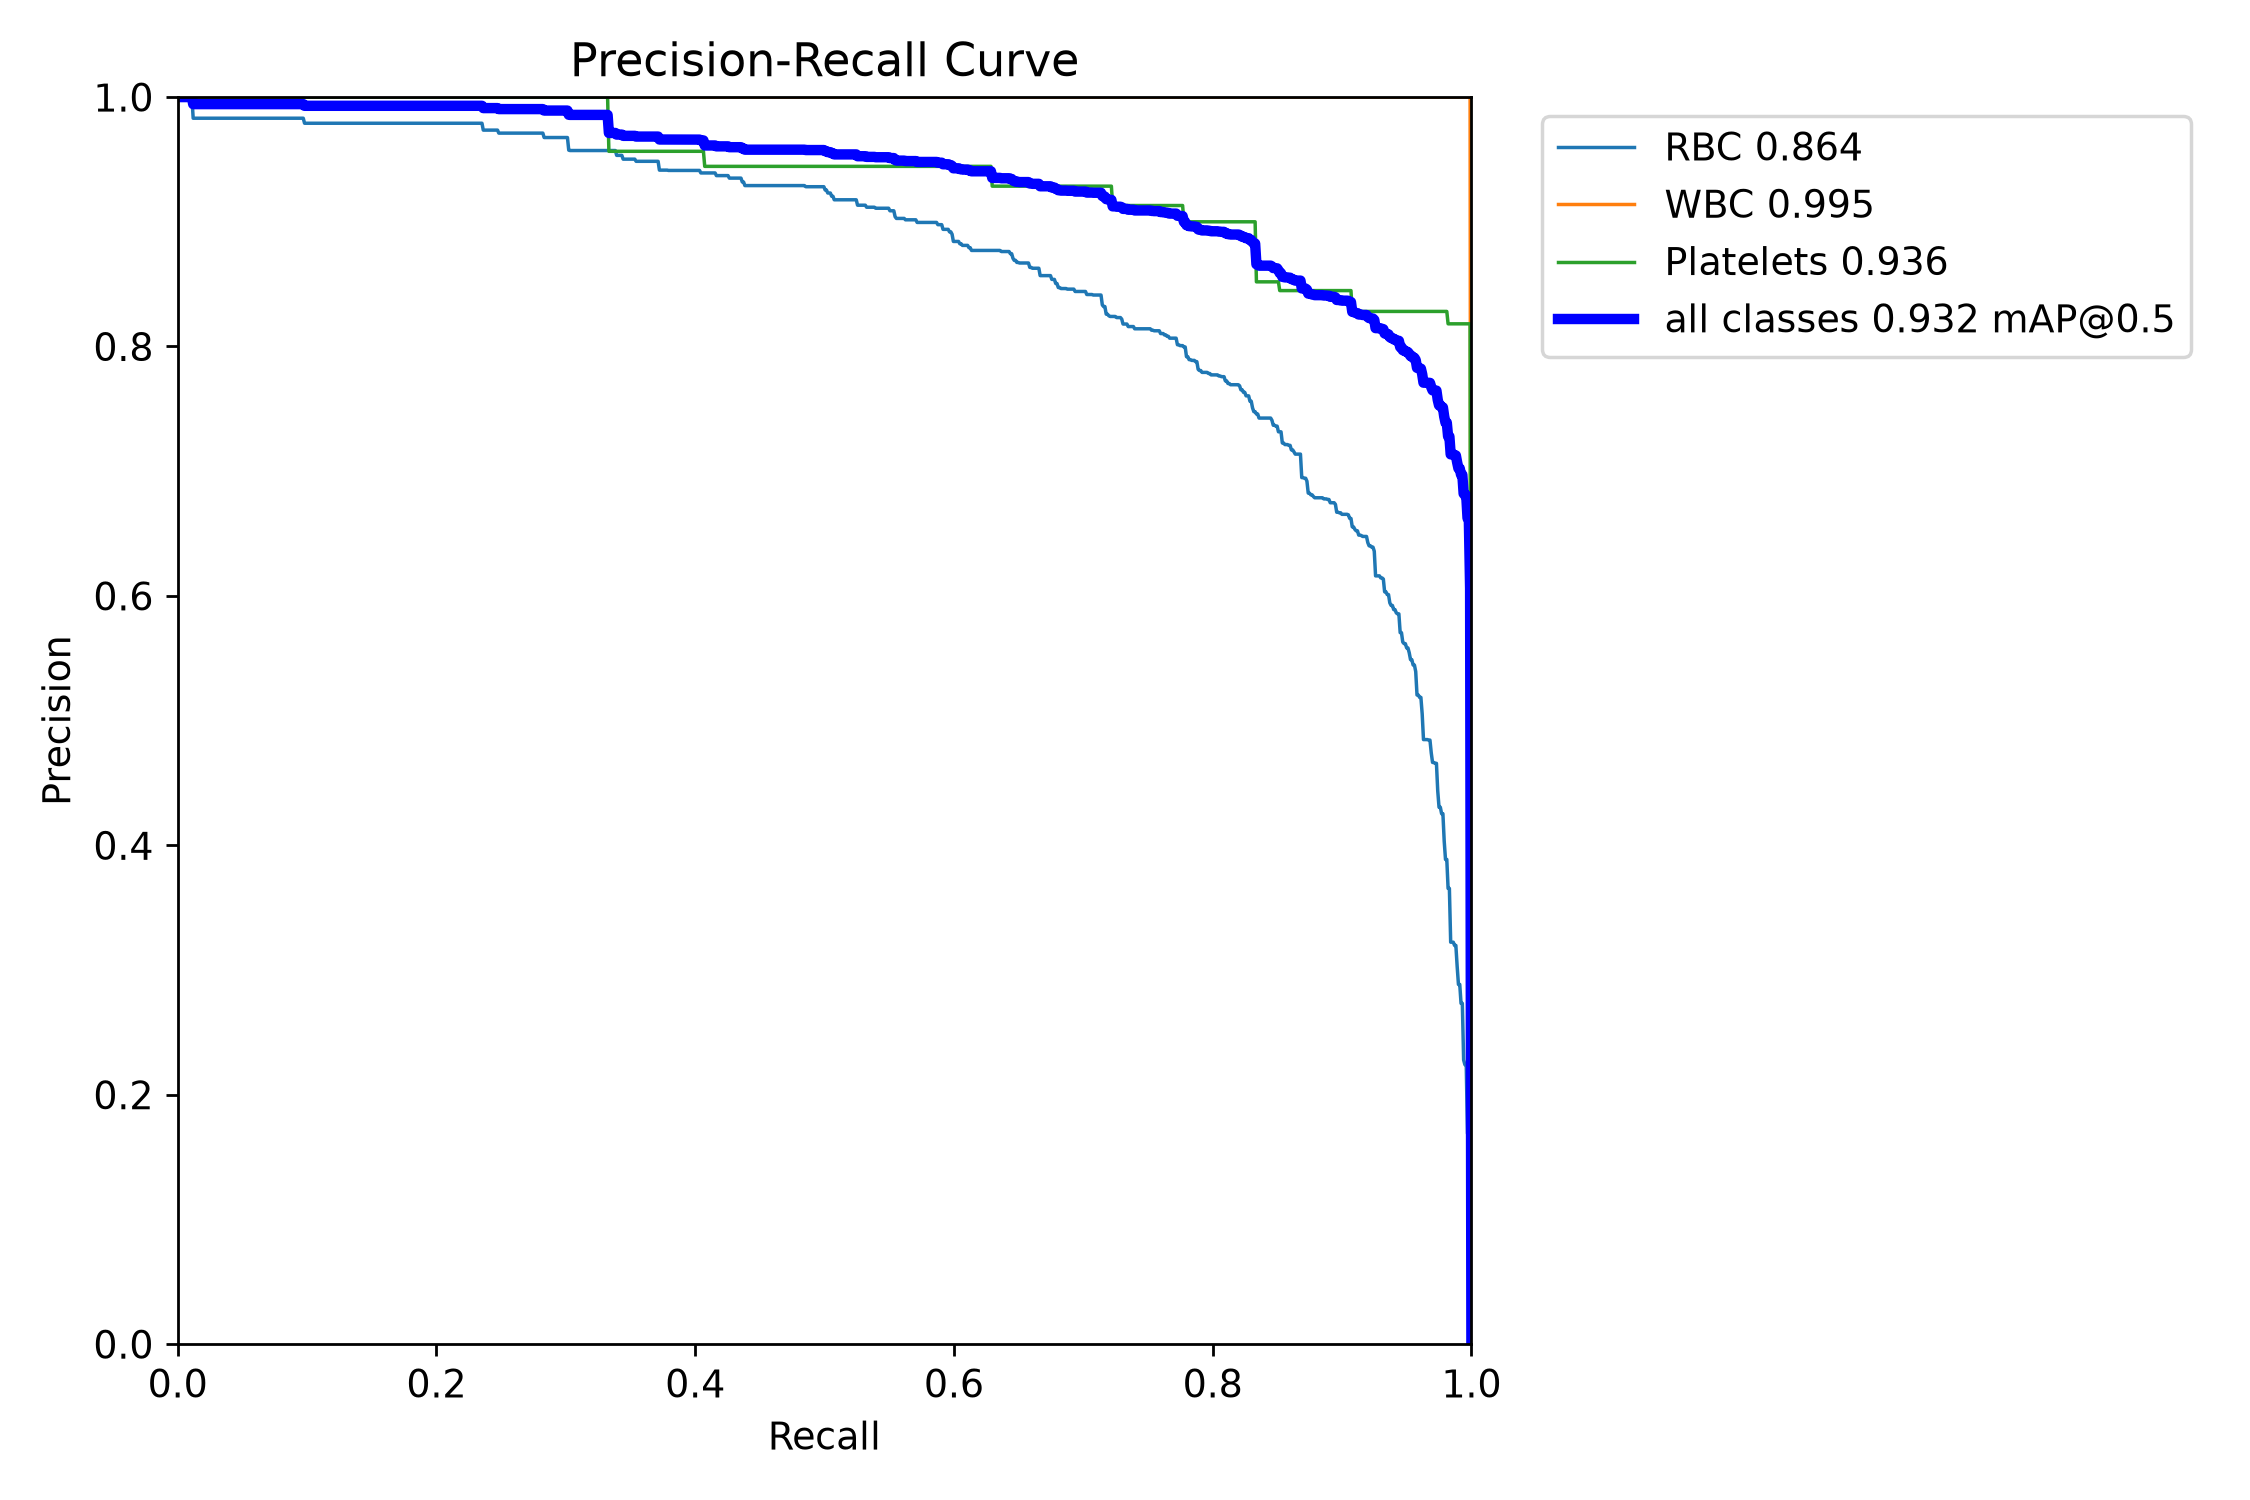 Precision-Recall Curve
1.0
0.8
0.6
0.4
0.2
0.0
Precision
0.0 0.2 0.4 0.6 0.8 1.0
Recall
RBC 0.864
WBC 0.995
Platelets 0.936
all classes 0.932 mAP@0.5